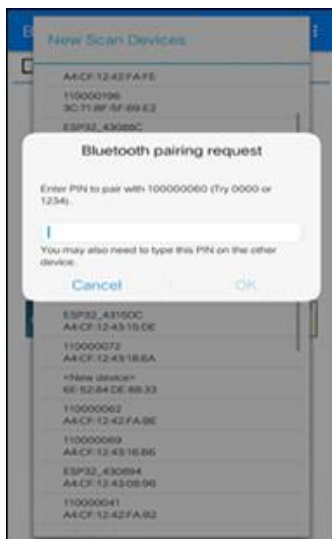 New Scan Devices
A4:CF:12:42:FA:FE
110000196
3C:71:BF:5F:69:E2
ESP32_43088C
Bluetooth pairing request
Enter PIN to pair with 100000060 (Try 0000 or
1234).
You may also need to type this PIN on the other
device.
Cancel
OK
ESP32_4315DC
A4:CF:12:43:15:DE
110000072
A4:CF:12:43:18:6A
<New device>
6E:52:84:DE:88:33
110000062
A4:CF:12:42:FA:BE
110000069
A4:CF:12:43:16:B6
ESP32_430894
A4:CF:12:43:08:96
110000041
A4:CF:12:42:FA:92